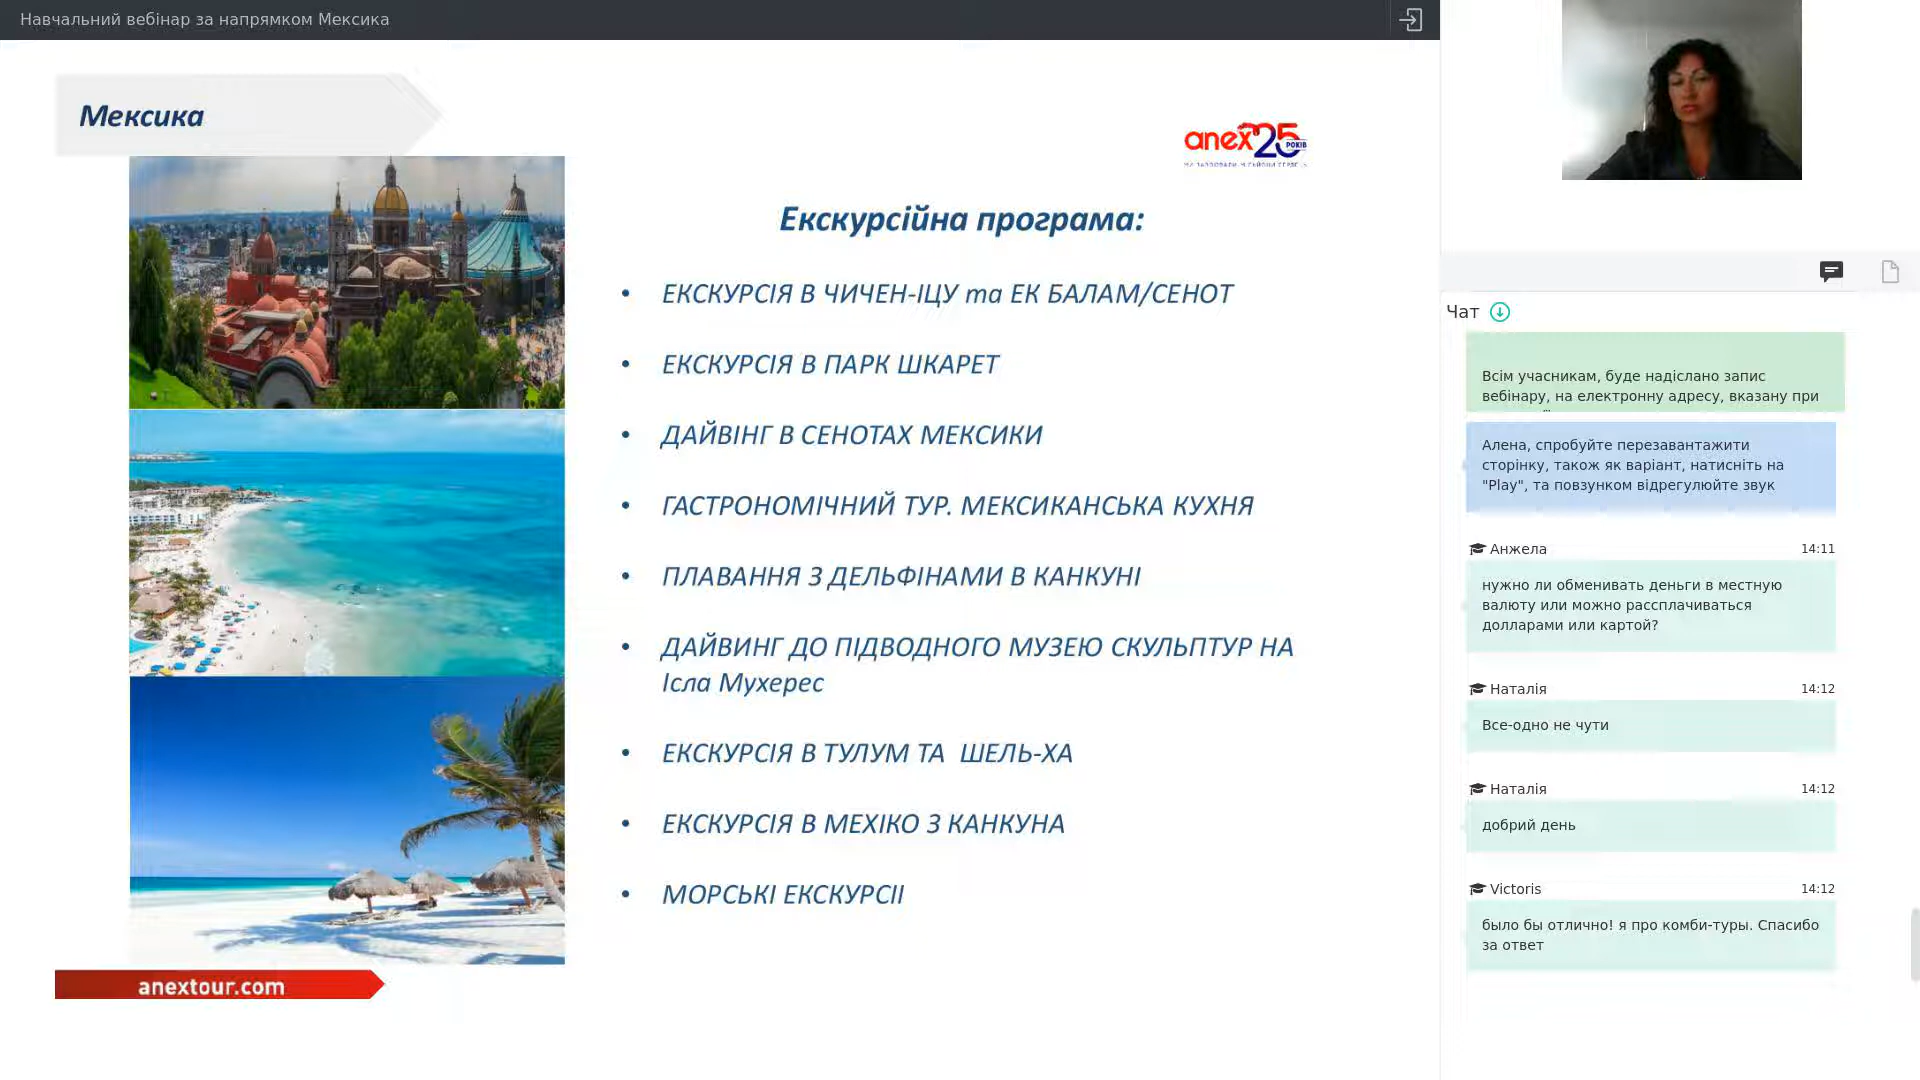 Навчальний вебінар за напрямком Мексика
Мексика
anex25
РОКІВ
Екскурсійна програма:
• ЕКСКУРСІЯ В ЧИЧЕН-ІЦУ та ЕК БАЛАМ/СЕНОТ
• ЕКСКУРСІЯ В ПАРК ШКАРЕТ
• ДАЙВІНГ В СЕНОТАХ МЕКСИКИ
• ГАСТРОНОМІЧНИЙ ТУР. МЕКСИКАНСЬКА КУХНЯ
• ПЛАВАННЯ З ДЕЛЬФІНАМИ В КАНКУНІ
• ДАЙВИНГ ДО ПІДВОДНОГО МУЗЕЮ СКУЛЬПТУР НА
Ісла Мухерес
• ЕКСКУРСІЯ В ТУЛУМ ТА ШЕЛЬ-ХА
• ЕКСКУРСІЯ В МЕХІКО З КАНКУНА
• МОРСЬКІ ЕКСКУРСІІ
anextour.com
Чат
Всім учасникам, буде надіслано запис
вебінару, на електронну адресу, вказану при
Алена, спробуйте перезавантажити
сторінку, також як варіант, натисніть на
"Play", та повзунком відрегулюйте звук
Анжела 14:11
нужно ли обменивать деньги в местную
валюту или можно рассплачиваться
долларами или картой?
Наталія 14:12
Все-одно не чути
Наталія 14:12
добрий день
Victoris 14:12
было бы отлично! я про комби-туры. Спасибо
за ответ